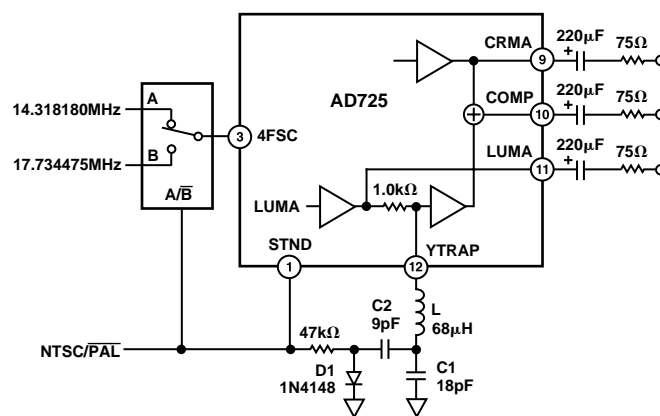 CRMA
220µF
75Ω
+
9
AD725
A
14.318180MHz
COMP
220µF
75Ω
+
10
3
4FSC
B
17.734475MHz
LUMA
220µF
75Ω
+
11
A/B̅
1.0kΩ
LUMA
STND
YTRAP
1
12
C2
9pF
L
68µH
47kΩ
NTSC/P̅A̅L̅
D1
1N4148
C1
18pF